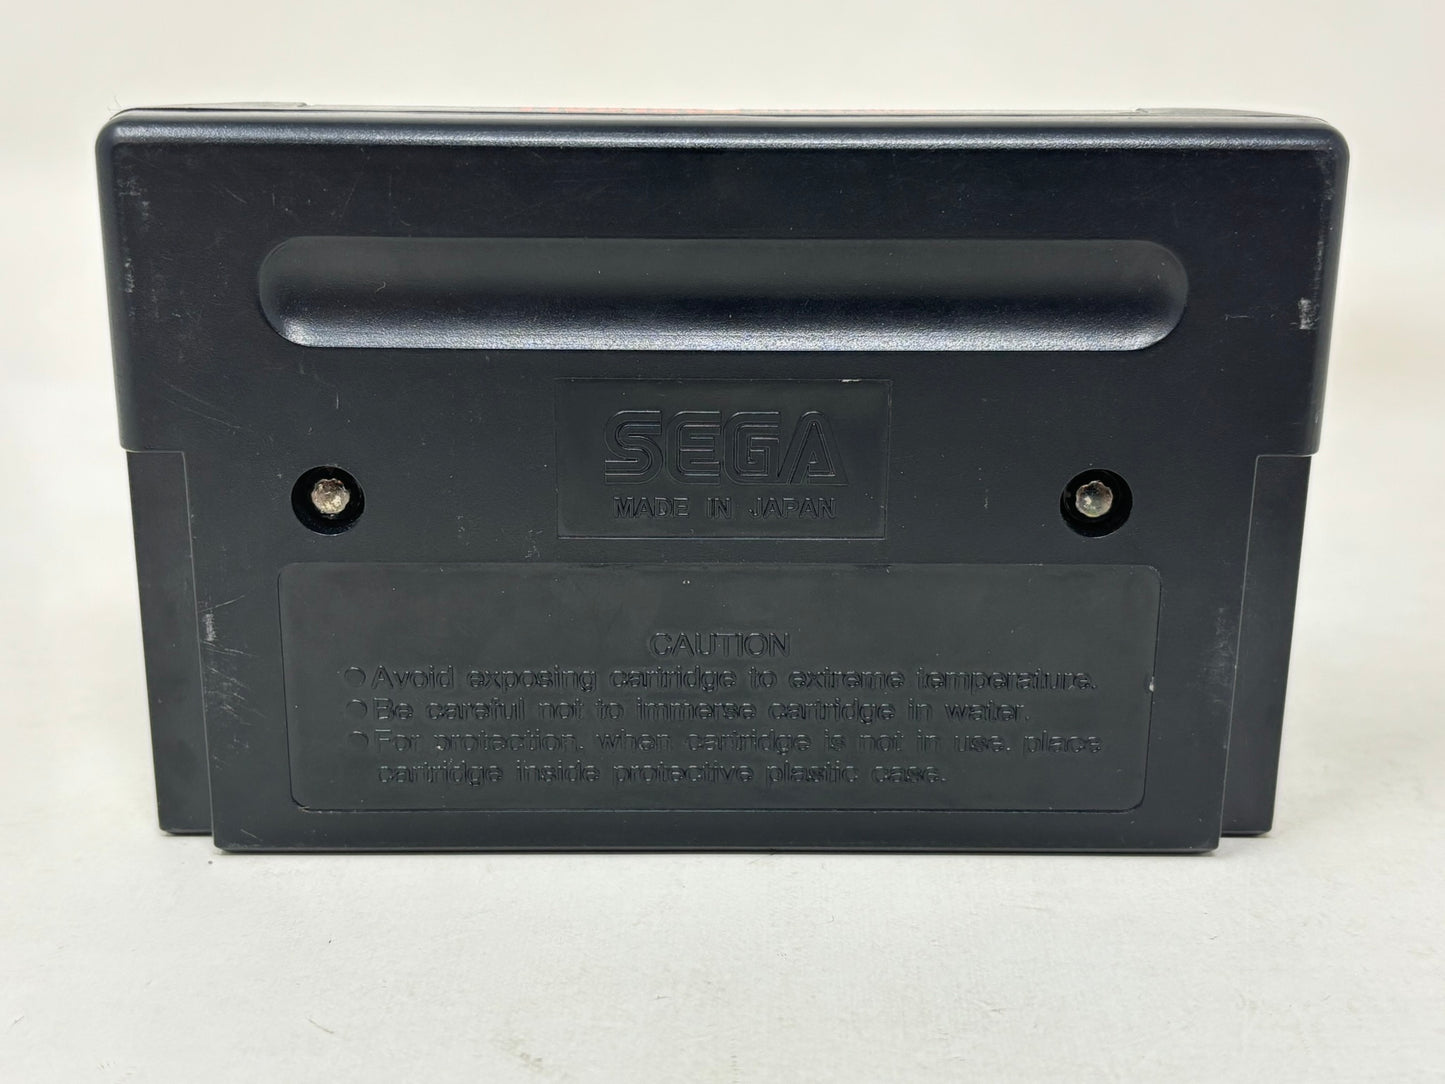 SEGA
MADE IN JAPAN
CAUTION
○ Avoid exposing cartridge to extreme temperature.
○ Be careful not to immerse cartridge in water.
○ For protection, when cartridge is not in use, place
cartridge inside protective plastic case.